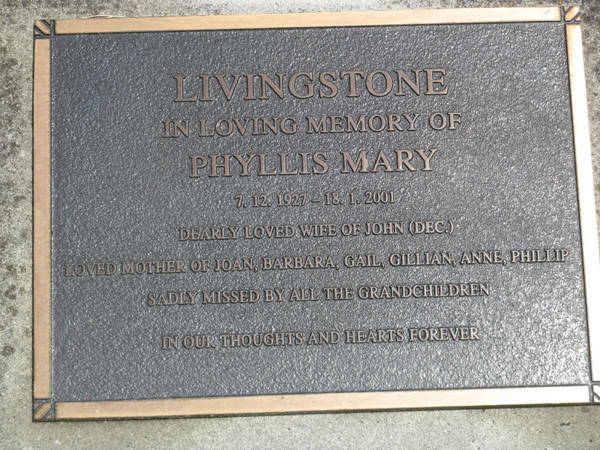 LIVINGSTONE
IN LOVING MEMORY OF
PHYLLIS MARY
7. 12. 1927 – 18. 1. 2001
DEARLY LOVED WIFE OF JOHN (DEC.)
LOVED MOTHER OF JOAN, BARBARA, GAIL, GILLIAN, ANNE, PHILLIP
SADLY MISSED BY ALL THE GRANDCHILDREN
IN OUR THOUGHTS AND HEARTS FOREVER